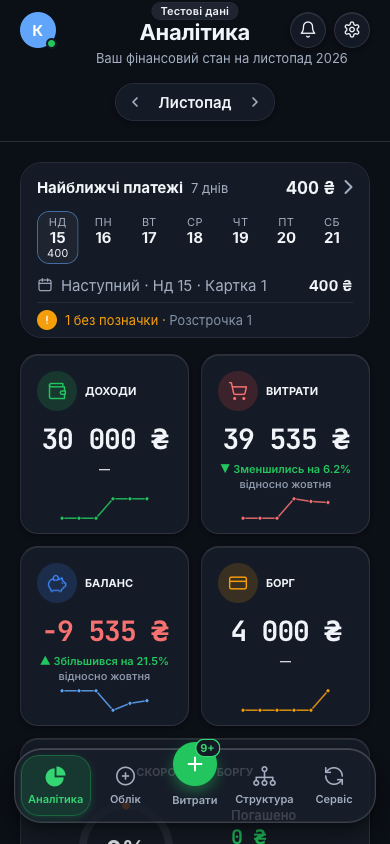 Тестові дані
К
Аналітика
Ваш фінансовий стан на листопад 2026
Листопад
Найближчі платежі 7 днів 400 ₴
НД ПН ВТ СР ЧТ ПТ СБ
15 16 17 18 19 20 21
400
Наступний · Нд 15 · Картка 1 400 ₴
! 1 без позначки · Розстрочка 1
ДОХОДИ
30 000 ₴
—
ВИТРАТИ
39 535 ₴
▼ Зменшились на 6.2%
відносно жовтня
БАЛАНС
-9 535 ₴
▲ Збільшився на 21.5%
відносно жовтня
БОРГ
4 000 ₴
—
9+
БОРГУ
Аналітика Облік Витрати Структура Сервіс
Погашено
0 ₴